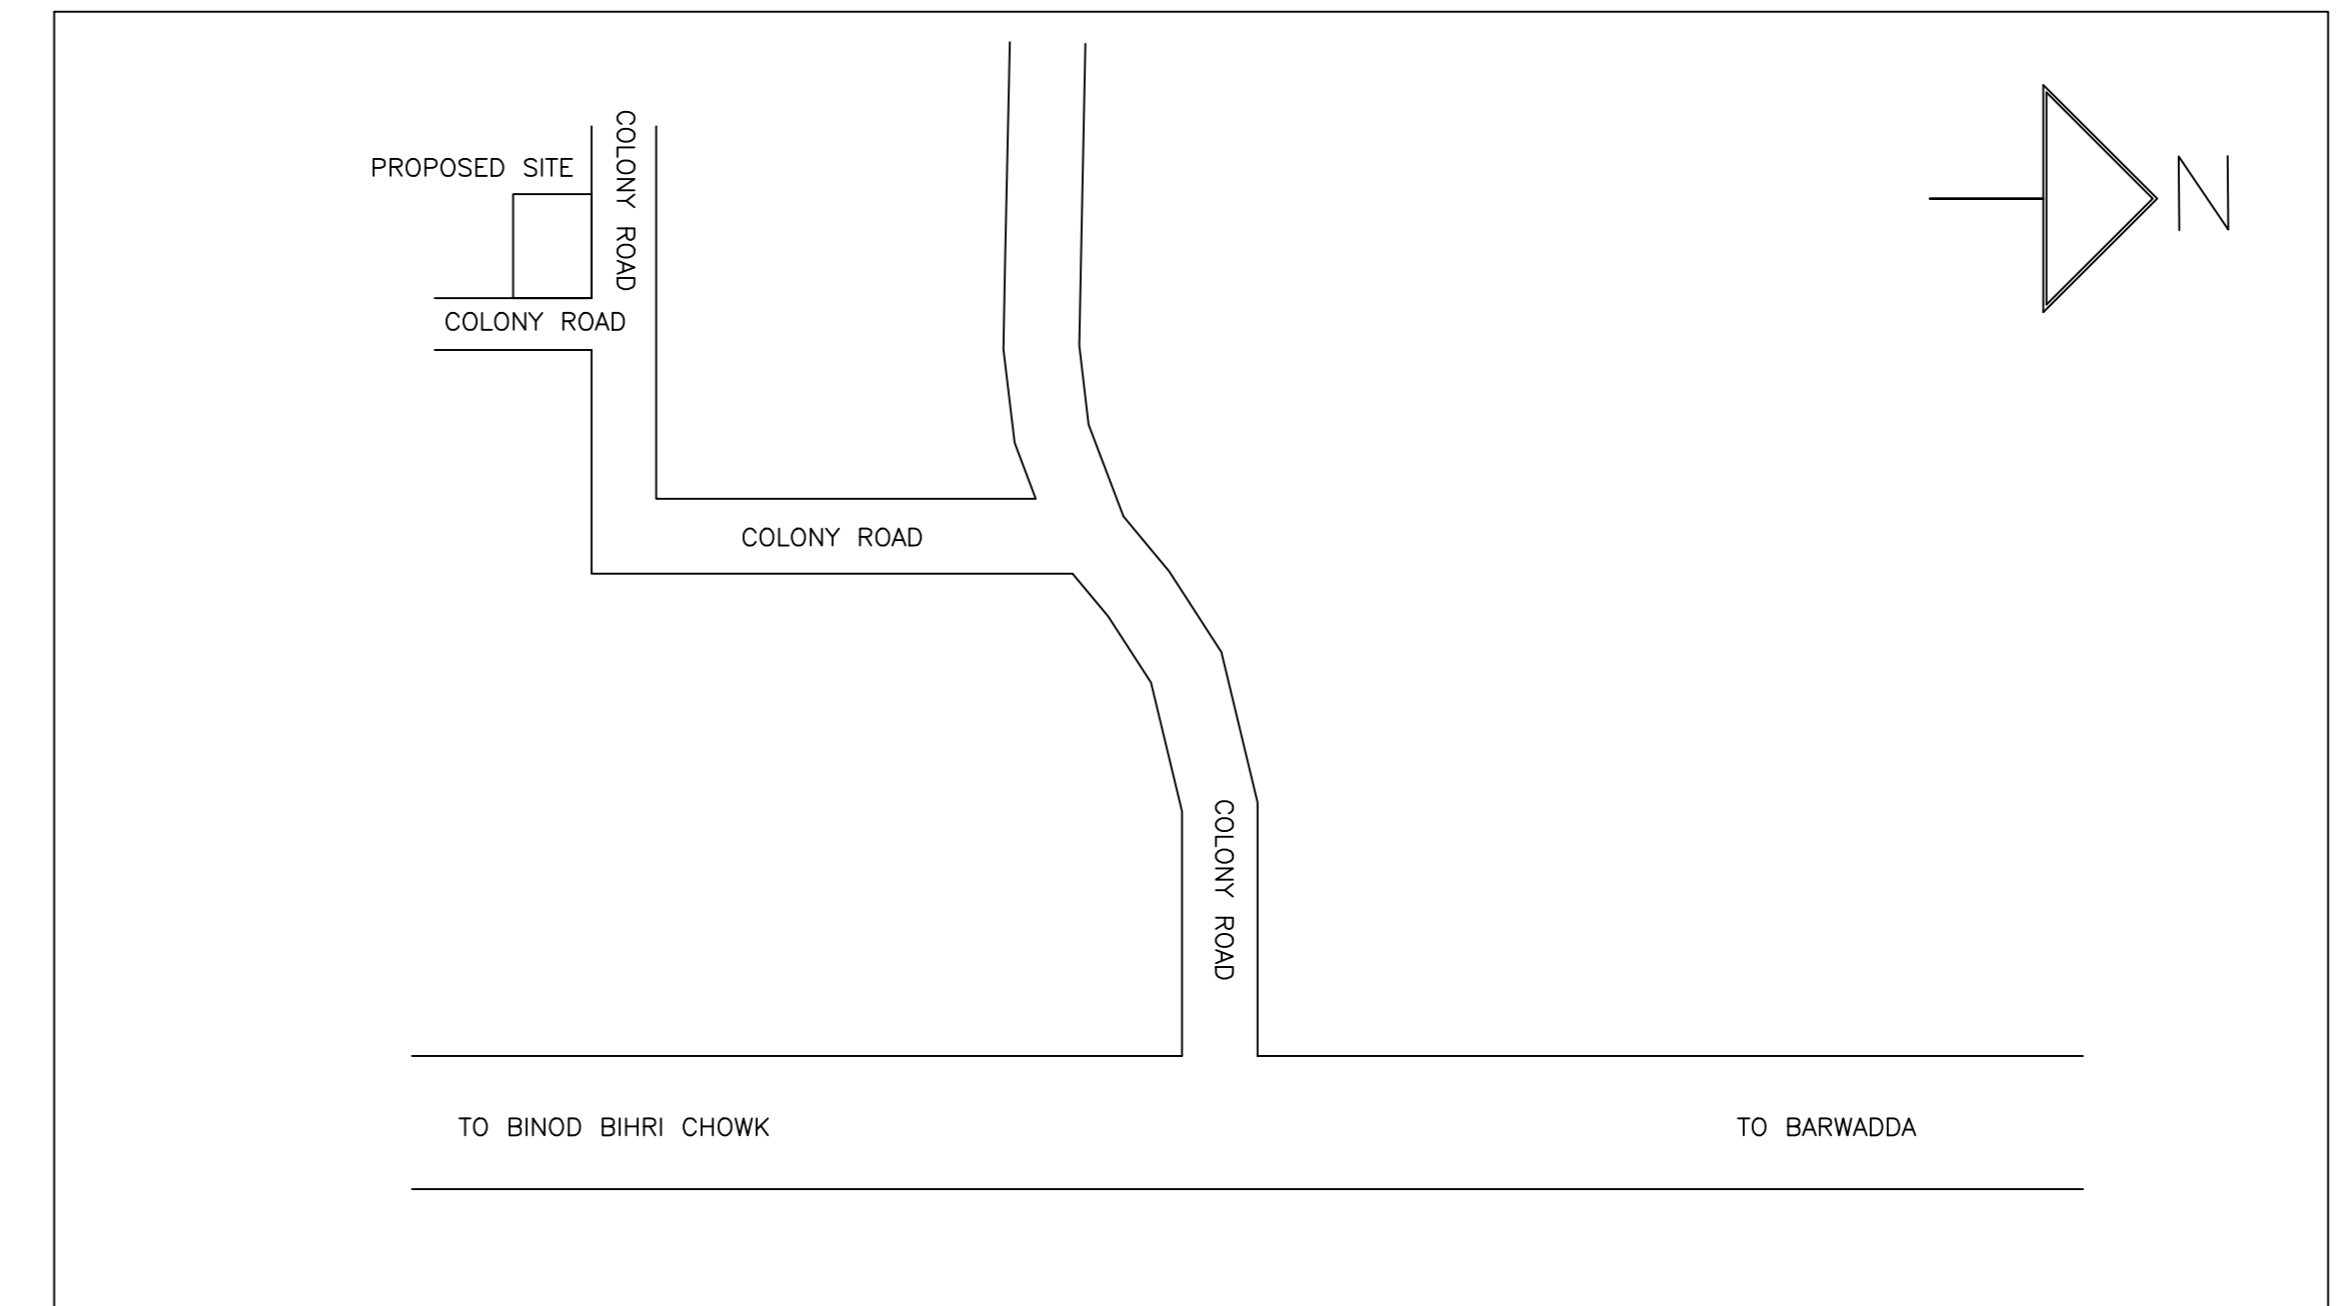 COLONY ROAD
PROPOSED SITE
N
COLONY ROAD
COLONY ROAD
COLONY ROAD
TO BINOD BIHRI CHOWK
TO BARWADDA